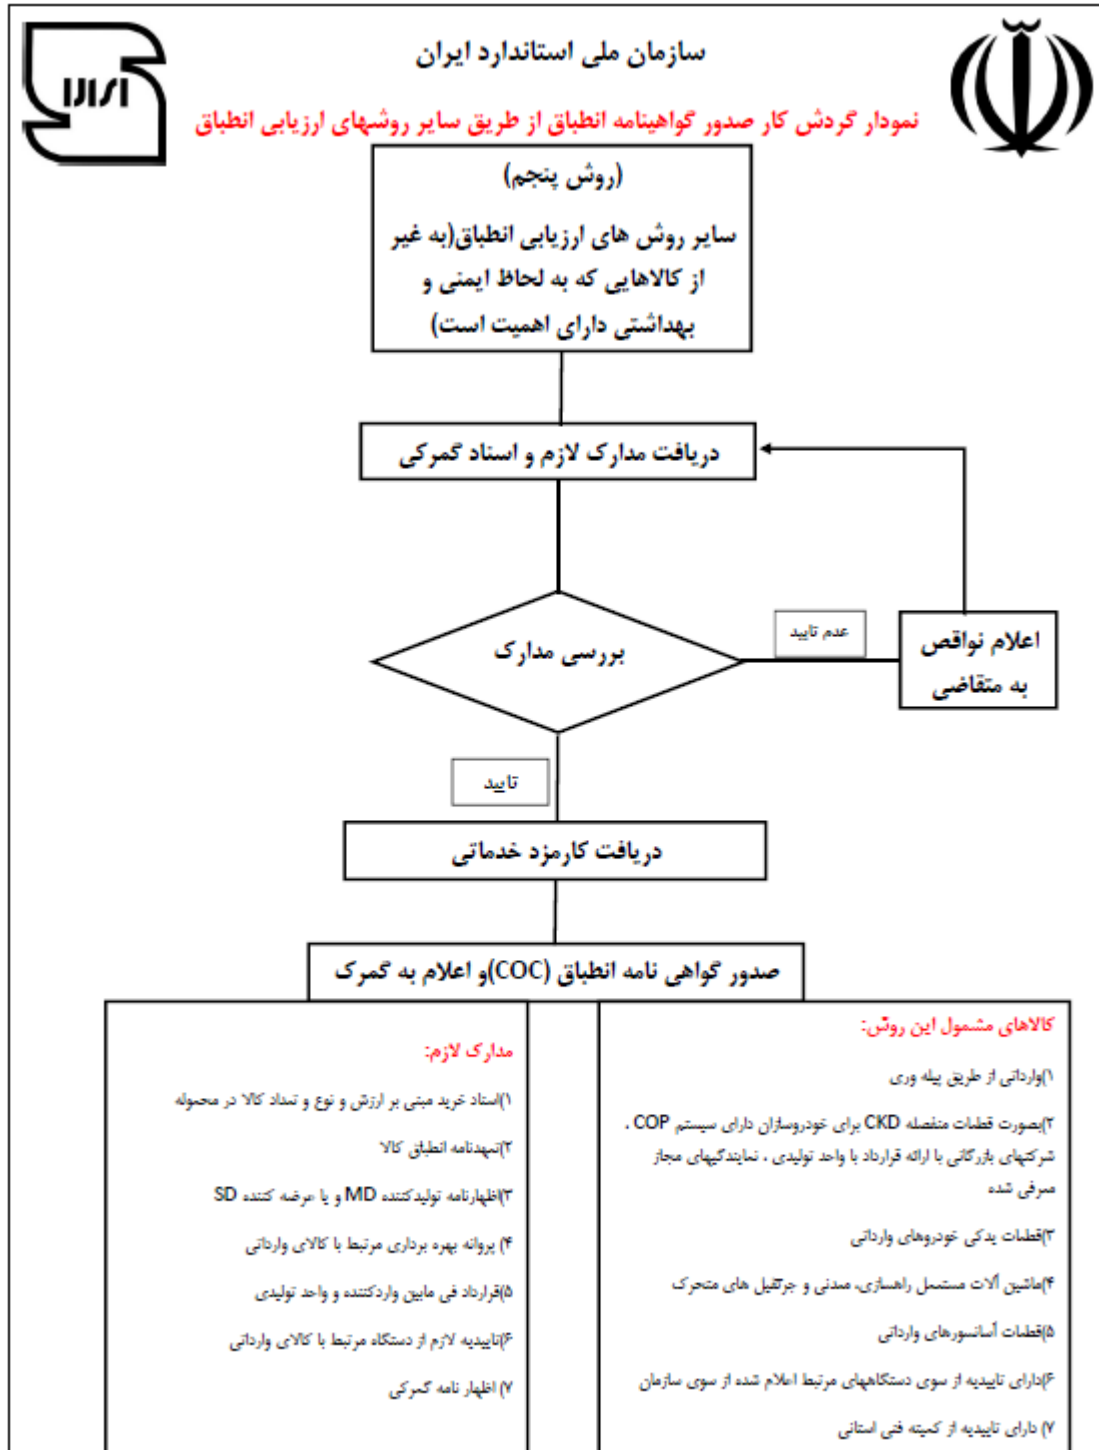 سازمان ملی استاندارد ایران
نمودار گردش کار صدور گواهینامه انطباق از طریق سایر روشهای ارزیابی انطباق
(روش پنجم)
سایر روش های ارزیابی انطباق(به غیر
از کالاهایی که به لحاظ ایمنی و
بهداشتی دارای اهمیت است)
دریافت مدارک لازم و اسناد گمرکی
بررسی مدارک
عدم تایید
اعلام نواقص
به متقاضی
تایید
دریافت کارمزد خدماتی
صدور گواهی نامه انطباق (COC)و اعلام به گمرک
کالاهای مشمول این روش:
۱)وارداتی از طریق پیله وری
۲)بصورت قطعات منفصله CKD برای خودروسازان دارای سیستم COP ،
شرکتهای بازرگانی با ارائه قرارداد با واحد تولیدی ، نمایندگیهای مجاز
معرفی شده
۳)قطعات یدکی خودروهای وارداتی
۴)ماشین آلات مستعمل راهسازی، معدنی و جرثقیل های متحرک
۵)قطعات آسانسورهای وارداتی
۶)دارای تاییدیه از سوی دستگاههای مرتبط اعلام شده از سوی سازمان
۷) دارای تاییدیه از کمیته فنی استانی
مدارک لازم:
۱)اسناد خرید مبنی بر ارزش و نوع و تعداد کالا در محموله
۲)تعهدنامه انطباق کالا
۳)اظهارنامه تولیدکننده MD و یا عرضه کننده SD
۴) پروانه بهره برداری مرتبط با کالای وارداتی
۵)قرارداد فی مابین واردکننده و واحد تولیدی
۶)تاییدیه لازم از دستگاه مرتبط با کالای وارداتی
۷) اظهار نامه گمرکی